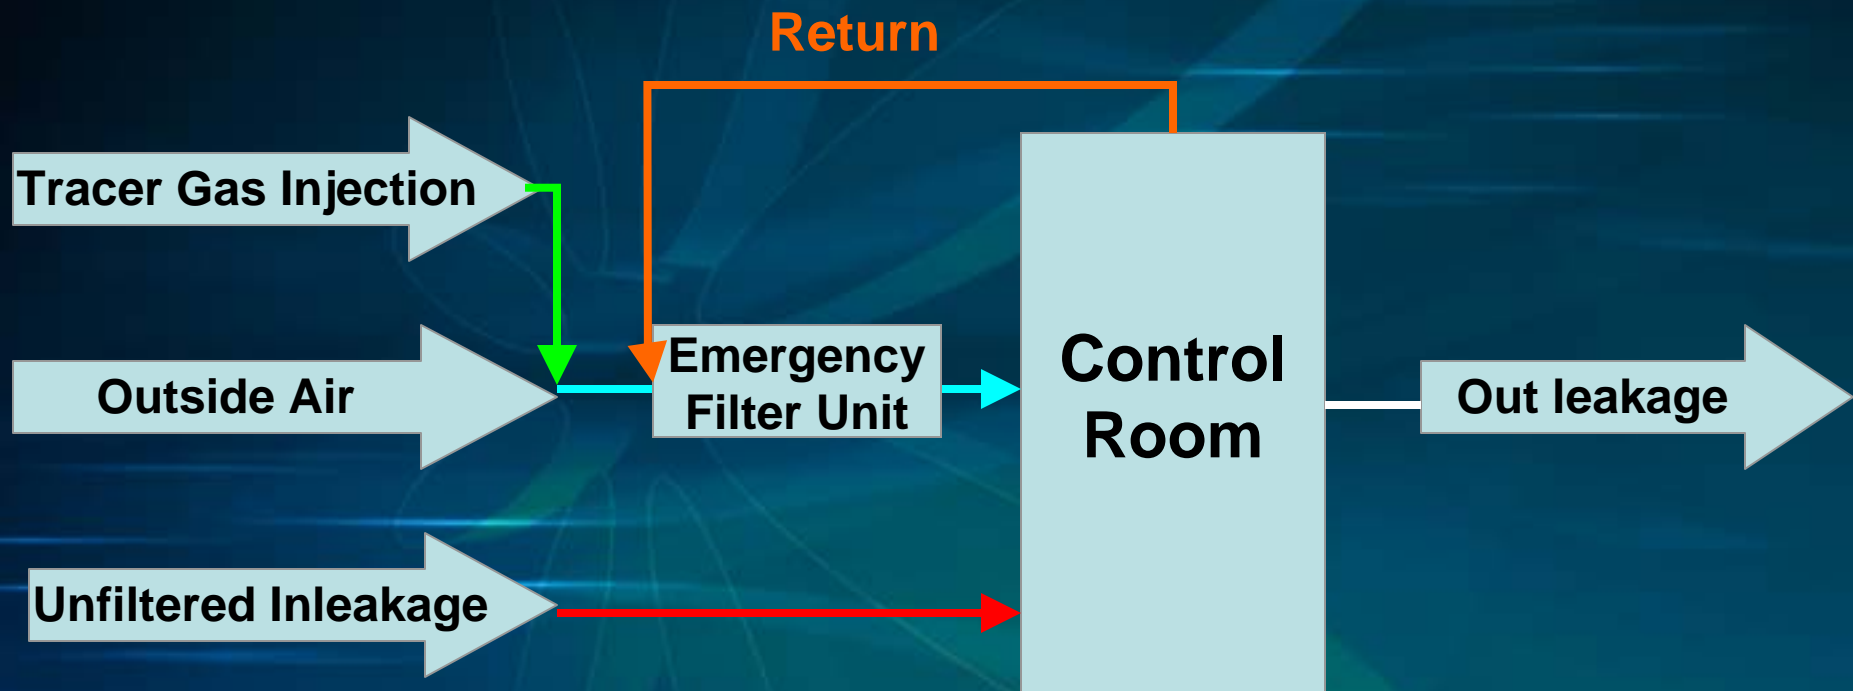 Return
Tracer Gas Injection
Outside Air
Emergency
Filter Unit
Control
Room
Out leakage
Unfiltered Inleakage